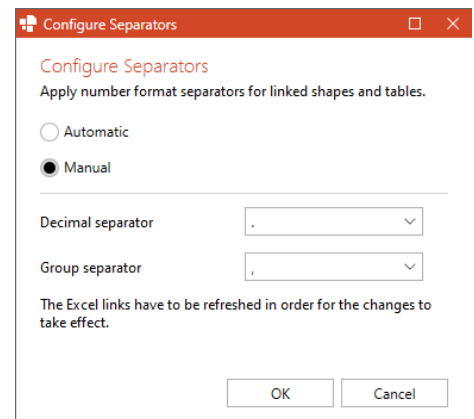 Configure Separators
Configure Separators
Apply number format separators for linked shapes and tables.
Automatic
Manual
Decimal separator .
Group separator ,
The Excel links have to be refreshed in order for the changes to
take effect.
OK Cancel